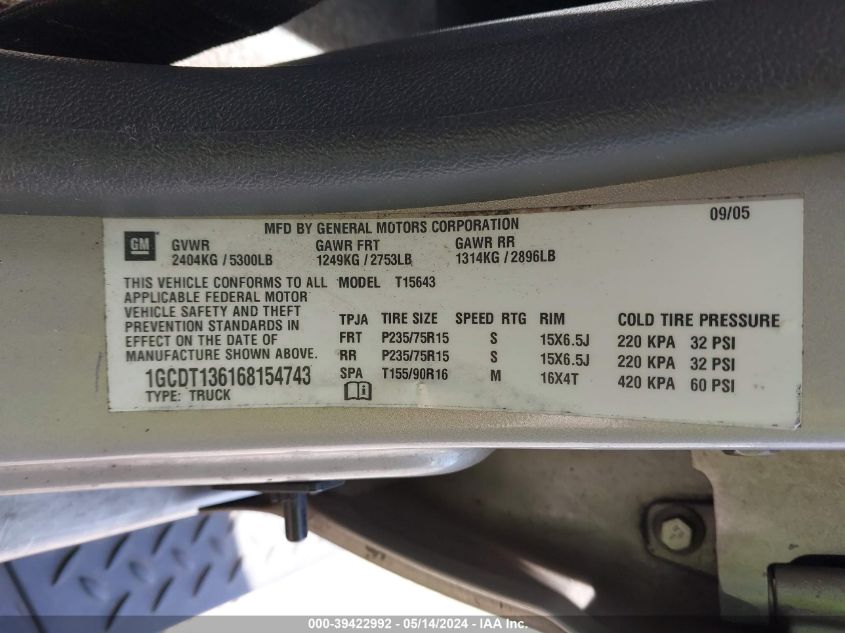 MFD BY GENERAL MOTORS CORPORATION 09/05
GM GVWR GAWR FRT GAWR RR
2404KG / 5300LB 1249KG / 2753LB 1314KG / 2896LB
THIS VEHICLE CONFORMS TO ALL MODEL T15643
APPLICABLE FEDERAL MOTOR
VEHICLE SAFETY AND THEFT
PREVENTION STANDARDS IN
EFFECT ON THE DATE OF
MANUFACTURE SHOWN ABOVE.
1GCDT136168154743
TYPE: TRUCK
TPJA TIRE SIZE SPEED RTG RIM COLD TIRE PRESSURE
FRT P235/75R15 S 15X6.5J 220 KPA 32 PSI
RR P235/75R15 S 15X6.5J 220 KPA 32 PSI
SPA T155/90R16 M 16X4T 420 KPA 60 PSI
000-39422992 / 05/14/2024 - IAA Inc.